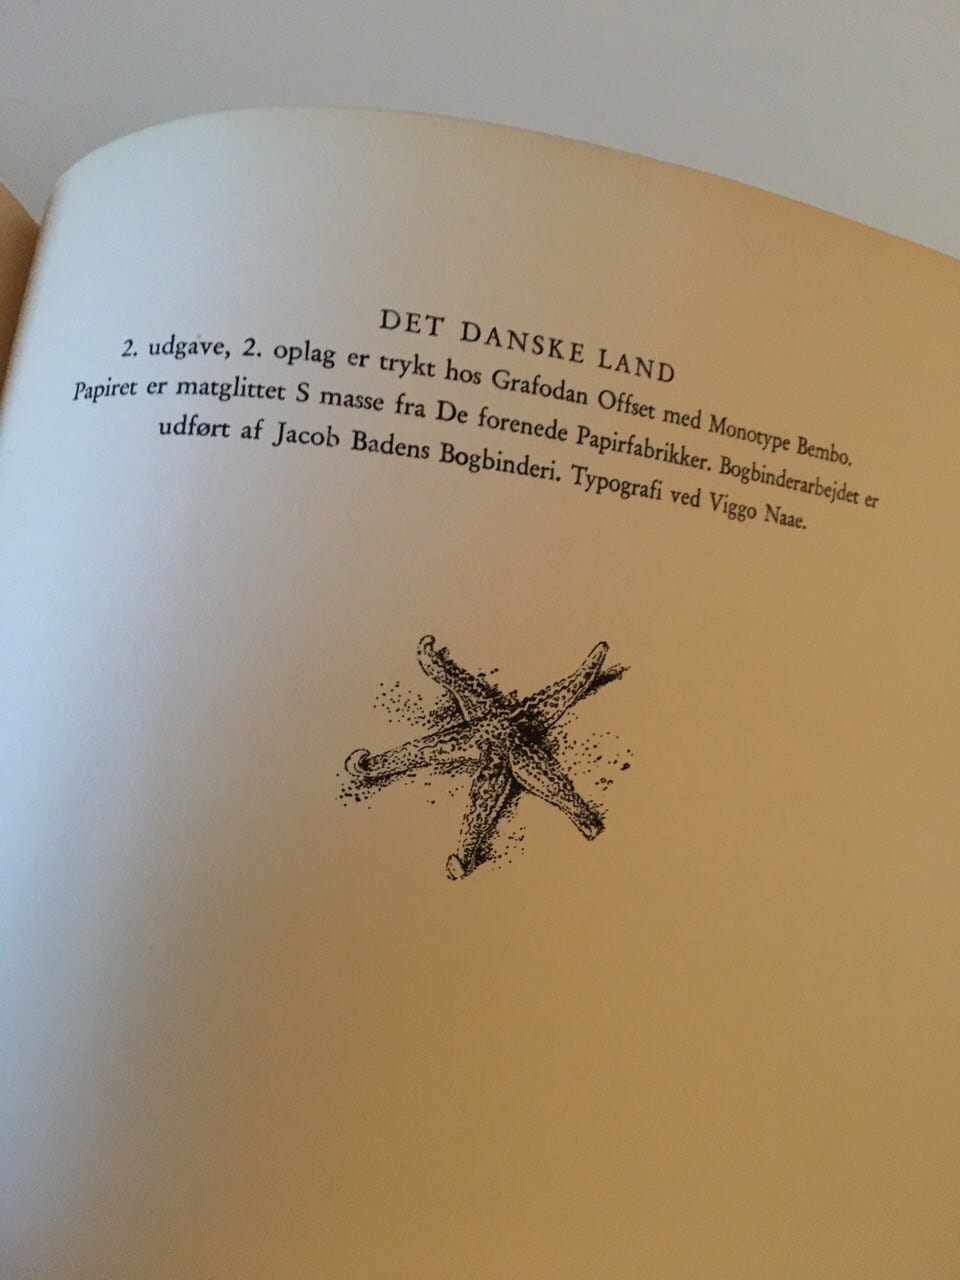 DET DANSKE LAND
2. udgave, 2. oplag er trykt hos Grafodan Offset med Monotype Bembo.
Papiret er matglittet S masse fra De forenede Papirfabrikker. Bogbinderarbejdet er
udført af Jacob Badens Bogbinderi. Typografi ved Viggo Naae.